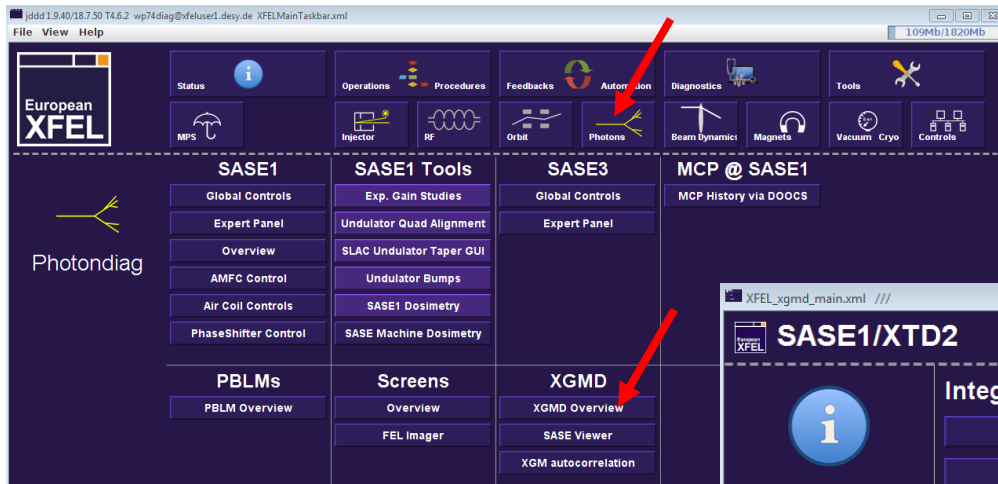 jddd 1.9.40/18.7.50 T4.6.2 wp74diag@xfeluser1.desy.de XFELMainTaskbar.xml
File View Help
109Mb/1820Mb
European
XFEL
Status
Operations Procedures
Feedbacks Automation
Diagnostics
Tools
MPS
Injector
RF
Orbit
Photons
Beam Dynamics
Magnets
Vacuum Cryo
Controls
Photondiag
SASE1
Global Controls
Expert Panel
Overview
AMFC Control
Air Coil Controls
PhaseShifter Control
SASE1 Tools
Exp. Gain Studies
Undulator Quad Alignment
SLAC Undulator Taper GUI
Undulator Bumps
SASE1 Dosimetry
SASE Machine Dosimetry
SASE3
Global Controls
Expert Panel
MCP @ SASE1
MCP History via DOOCS
PBLMs
PBLM Overview
Screens
Overview
FEL Imager
XGMD
XGMD Overview
SASE Viewer
XGM autocorrelation
XFEL_xgmd_main.xml ///
European
XFEL
SASE1/XTD2
Integ